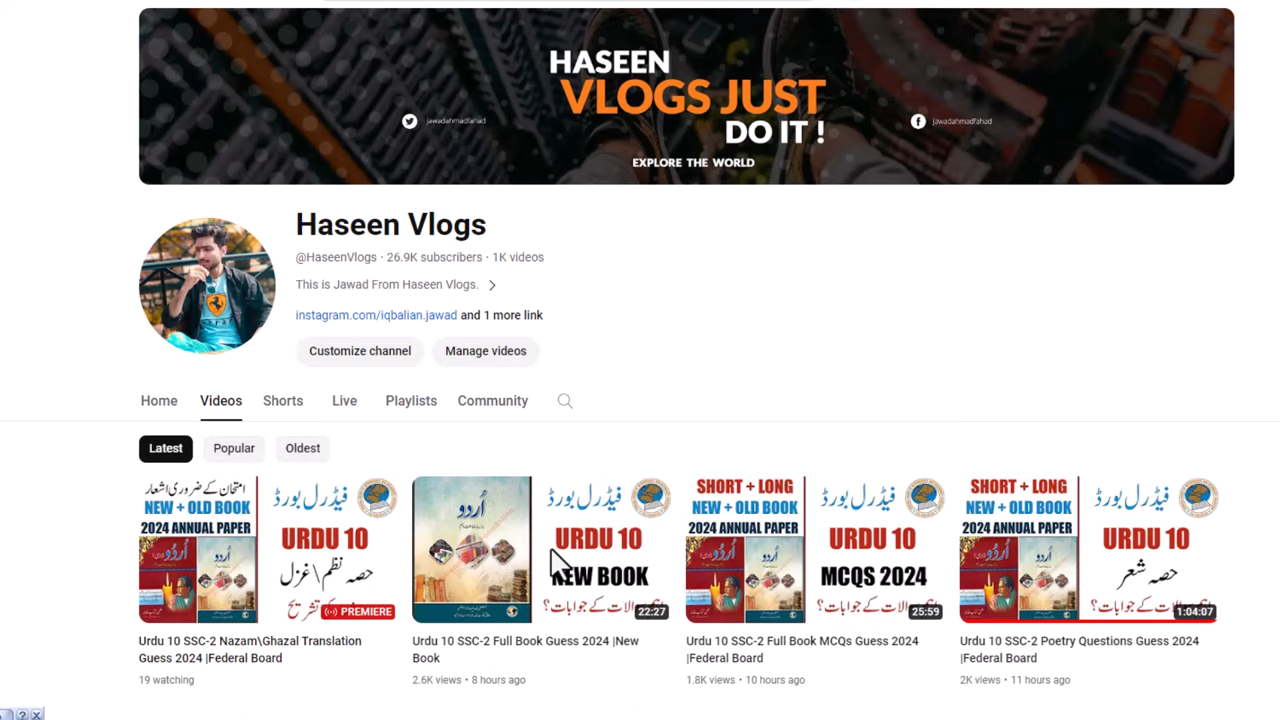 HASEEN
VLOGS JUST
DO IT !
jawadahmadfahad
jawadahmadfahad
EXPLORE THE WORLD
Haseen Vlogs
@HaseenVlogs · 26.9K subscribers · 1K videos
This is Jawad From Haseen Vlogs.
instagram.com/iqbalian.jawad and 1 more link
Customize channel
Manage videos
Home
Videos
Shorts
Live
Playlists
Community
Latest
Popular
Oldest
امتحان کے ضروری اشعار
NEW + OLD BOOK
2024 ANNUAL PAPER
اُردو
فیڈرل بورڈ
URDU 10
حصہ نظم\غزل
PREMIERE
Urdu 10 SSC-2 Nazam\Ghazal Translation
Guess 2024 |Federal Board
19 watching
اُردو
فیڈرل بورڈ
URDU 10
NEW BOOK
22:27
Urdu 10 SSC-2 Full Book Guess 2024 |New
Book
2.6K views • 8 hours ago
SHORT + LONG
NEW + OLD BOOK
2024 ANNUAL PAPER
اُردو
فیڈرل بورڈ
URDU 10
MCQS 2024
25:59
Urdu 10 SSC-2 Full Book MCQs Guess 2024
|Federal Board
1.8K views • 10 hours ago
SHORT + LONG
NEW + OLD BOOK
2024 ANNUAL PAPER
اُردو
فیڈرل بورڈ
URDU 10
حصہ شعر
1:04:07
Urdu 10 SSC-2 Poetry Questions Guess 2024
|Federal Board
2K views • 11 hours ago